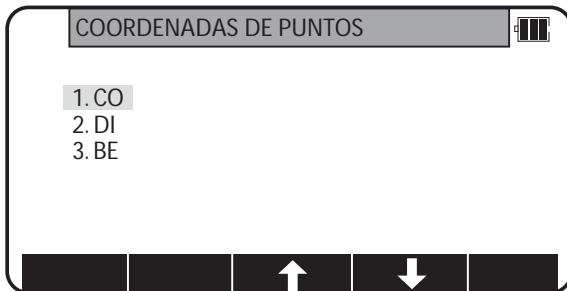 COORDENADAS DE PUNTOS
1. CO
2. DI
3. BE